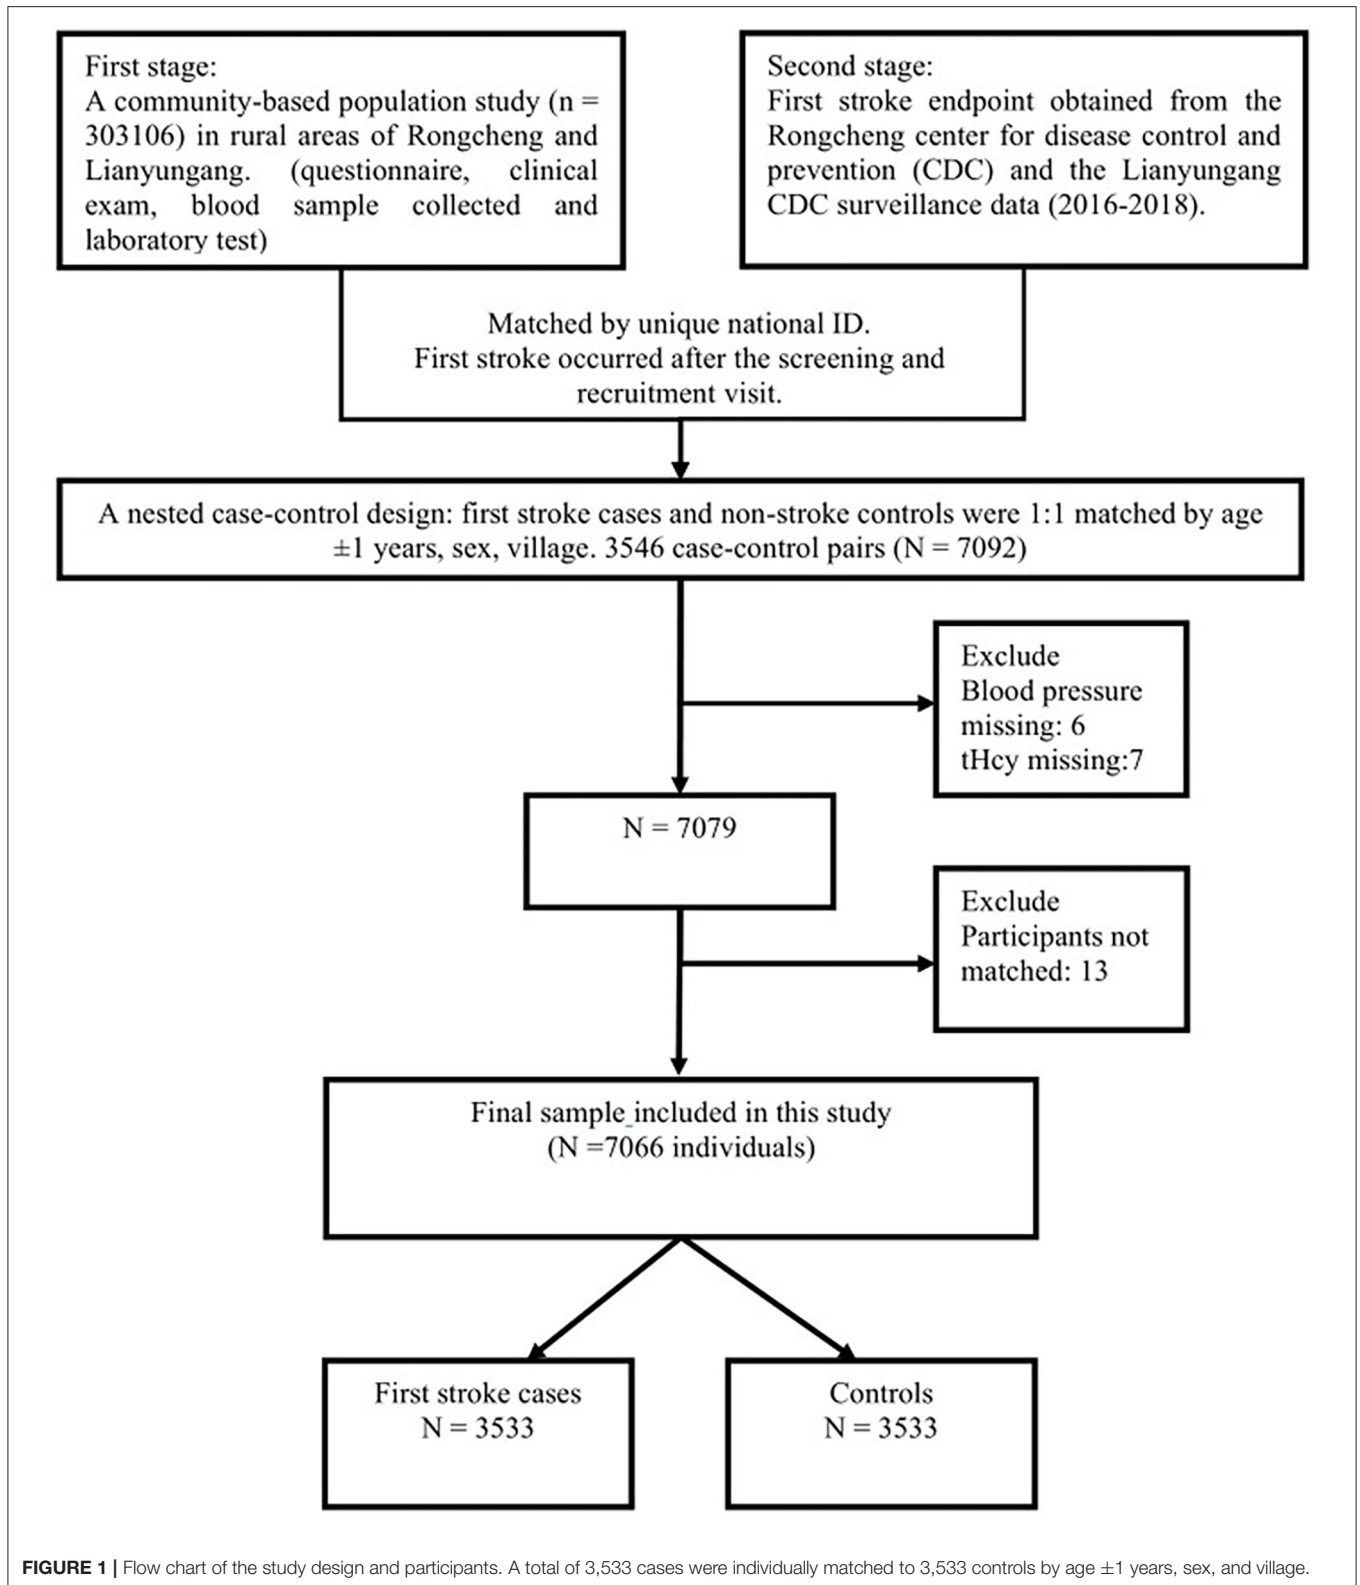 First stage:
A community-based population study (n =
303106) in rural areas of Rongcheng and
Lianyungang. (questionnaire, clinical
exam, blood sample collected and
laboratory test)
Second stage:
First stroke endpoint obtained from the
Rongcheng center for disease control and
prevention (CDC) and the Lianyungang
CDC surveillance data (2016-2018).
Matched by unique national ID.
First stroke occurred after the screening and
recruitment visit.
A nested case-control design: first stroke cases and non-stroke controls were 1:1 matched by age
±1 years, sex, village. 3546 case-control pairs (N = 7092)
Exclude
Blood pressure
missing: 6
tHcy missing:7
N = 7079
Exclude
Participants not
matched: 13
Final sample included in this study
(N =7066 individuals)
First stroke cases
N = 3533
Controls
N = 3533
FIGURE 1 | Flow chart of the study design and participants. A total of 3,533 cases were individually matched to 3,533 controls by age ±1 years, sex, and village.